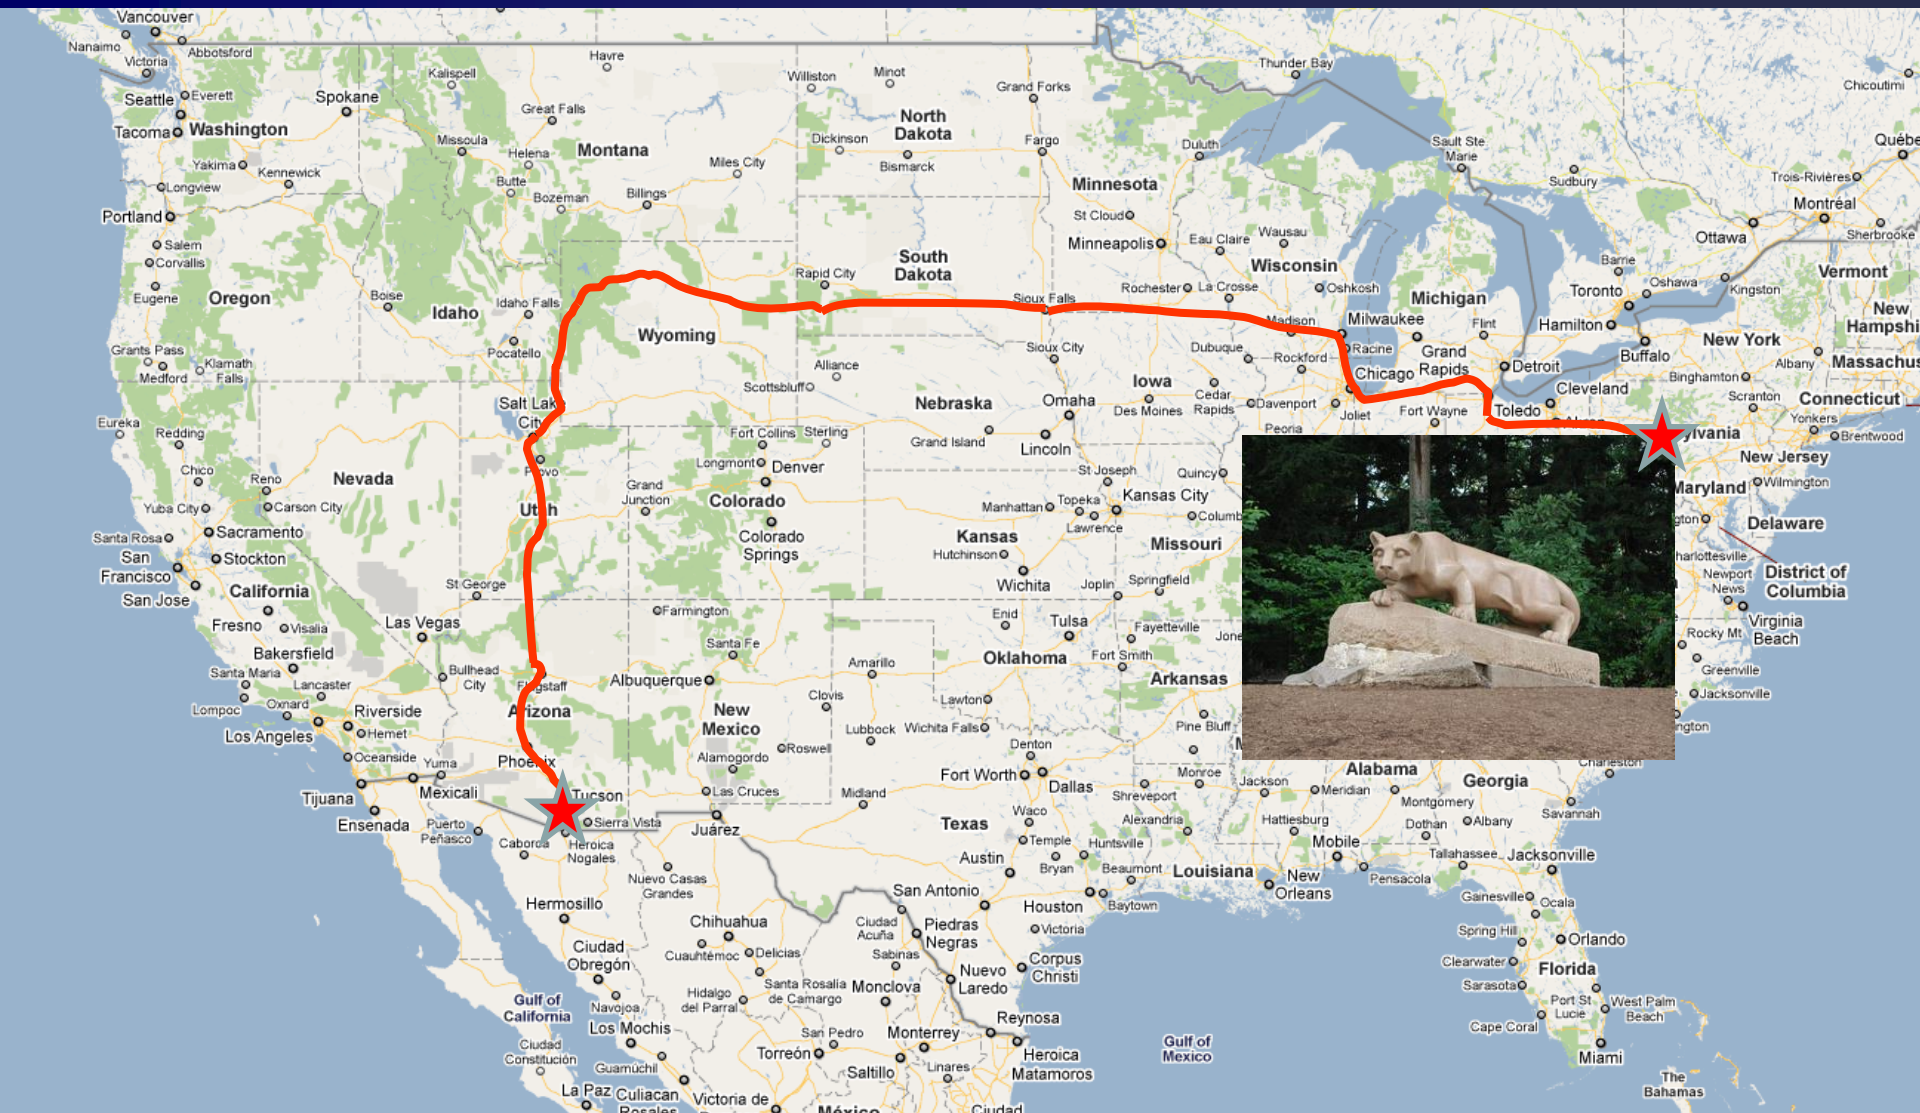 Vancouver
Nanaimo
Abbotsford
Victoria
Seattle
Everett
Spokane
Kalispell
Havre
Williston
Minot
Grand Forks
Thunder Bay
Chicoutimi
Tacoma
Washington
Great Falls
North
Dakota
Yakima
Kennewick
Missoula
Helena
Montana
Miles City
Dickinson
Bismarck
Fargo
Duluth
Sault Ste
Marie
Sudbury
Québe
Trois-Rivières
Longview
Butte
Bozeman
Billings
Minnesota
Portland
St Cloud
Montréal
Salem
Corvallis
Minneapolis
Eau Claire
Wausau
Ottawa
Sherbrooke
Eugene
Oregon
Boise
Idaho
Idaho Falls
Rapid City
South
Dakota
Rochester
La Crosse
Wisconsin
Oshkosh
Michigan
Barrie
Toronto
Oshawa
Kingston
Vermont
New
Hampshi
Sioux Falls
Madison
Milwaukee
Flint
Hamilton
Wyoming
Grants Pass
Medford
Klamath
Falls
Pocatello
Alliance
Scottsbluff
Sioux City
Dubuque
Rockford
Racine
Grand
Rapids
Detroit
Buffalo
New York
Albany
Massachus
Binghamton
Chicago
Cleveland
Scranton
Connecticut
Iowa
Des Moines
Cedar
Rapids
Davenport
Joliet
Fort Wayne
Toledo
Akron
Yonkers
Brentwood
Eureka
Redding
Salt Lake
City
Nebraska
Omaha
Grand Island
Lincoln
Peoria
sylvania
New Jersey
Chico
Reno
Nevada
Provo
Fort Collins
Sterling
Longmont
Denver
St Joseph
Quincy
Maryland
Wilmington
Yuba City
Carson City
Grand
Junction
Colorado
Manhattan
Topeka
Kansas City
Lawrence
Columb
gton
Delaware
Santa Rosa
Sacramento
Utah
Colorado
Springs
Kansas
Hutchinson
Missouri
San
Francisco
Stockton
harlottesville
District of
Columbia
San Jose
California
St George
Wichita
Joplin
Springfield
Newport
News
Fresno
Visalia
Las Vegas
Farmington
Enid
Tulsa
Fayetteville
Jone
Virginia
Beach
Rocky Mt
Bakersfield
Santa Fe
Oklahoma
Fort Smith
Santa Maria
Lancaster
Bullhead
City
Flagstaff
Albuquerque
Amarillo
Arkansas
Greenville
Jacksonville
Lompoc
Oxnard
Riverside
Arizona
New
Mexico
Clovis
Lawton
Pine Bluff
ngton
Los Angeles
Hemet
Lubbock
Wichita Falls
Oceanside
Yuma
Phoenix
Roswell
Alamogordo
Denton
M
Tijuana
Mexicali
Tucson
Las Cruces
Midland
Fort Worth
Dallas
Monroe
Shreveport
Jackson
Meridian
Alabama
Montgomery
Georgia
Charleston
Savannah
Ensenada
Puerto
Peñasco
Sierra Vista
Juárez
Texas
Waco
Temple
Alexandria
Hattiesburg
Dothan
Albany
Caborca
Heroica
Nogales
Huntsville
Mobile
Tallahassee
Jacksonville
Nuevo Casas
Grandes
Austin
Bryan
Beaumont
Louisiana
New
Orleans
Pensacola
Hermosillo
San Antonio
Houston
Baytown
Gainesville
Ocala
Chihuahua
Ciudad
Acuña
Piedras
Negras
Victoria
Spring Hill
Orlando
Ciudad
Obregón
Cuauhtémoc
Delicias
Sabinas
Nuevo
Laredo
Corpus
Christi
Clearwater
Florida
Sarasota
Gulf of
California
Navojoa
Hidalgo
del Parral
Santa Rosalía
de Camargo
Monclova
Port St
Lucie
West Palm
Beach
Los Mochis
San Pedro
Monterrey
Reynosa
Cape Coral
Ciudad
Constitución
Guamúchil
Torreón
Saltillo
Linares
Heroica
Matamoros
Gulf of
Mexico
Miami
La Paz
Culiacan
Rosales
Victoria de
México
Ciudad
The
Bahamas